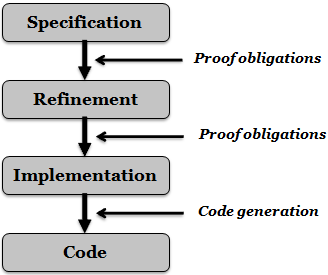 Specification
Proof obligations
Refinement
Proof obligations
Implementation
Code generation
Code